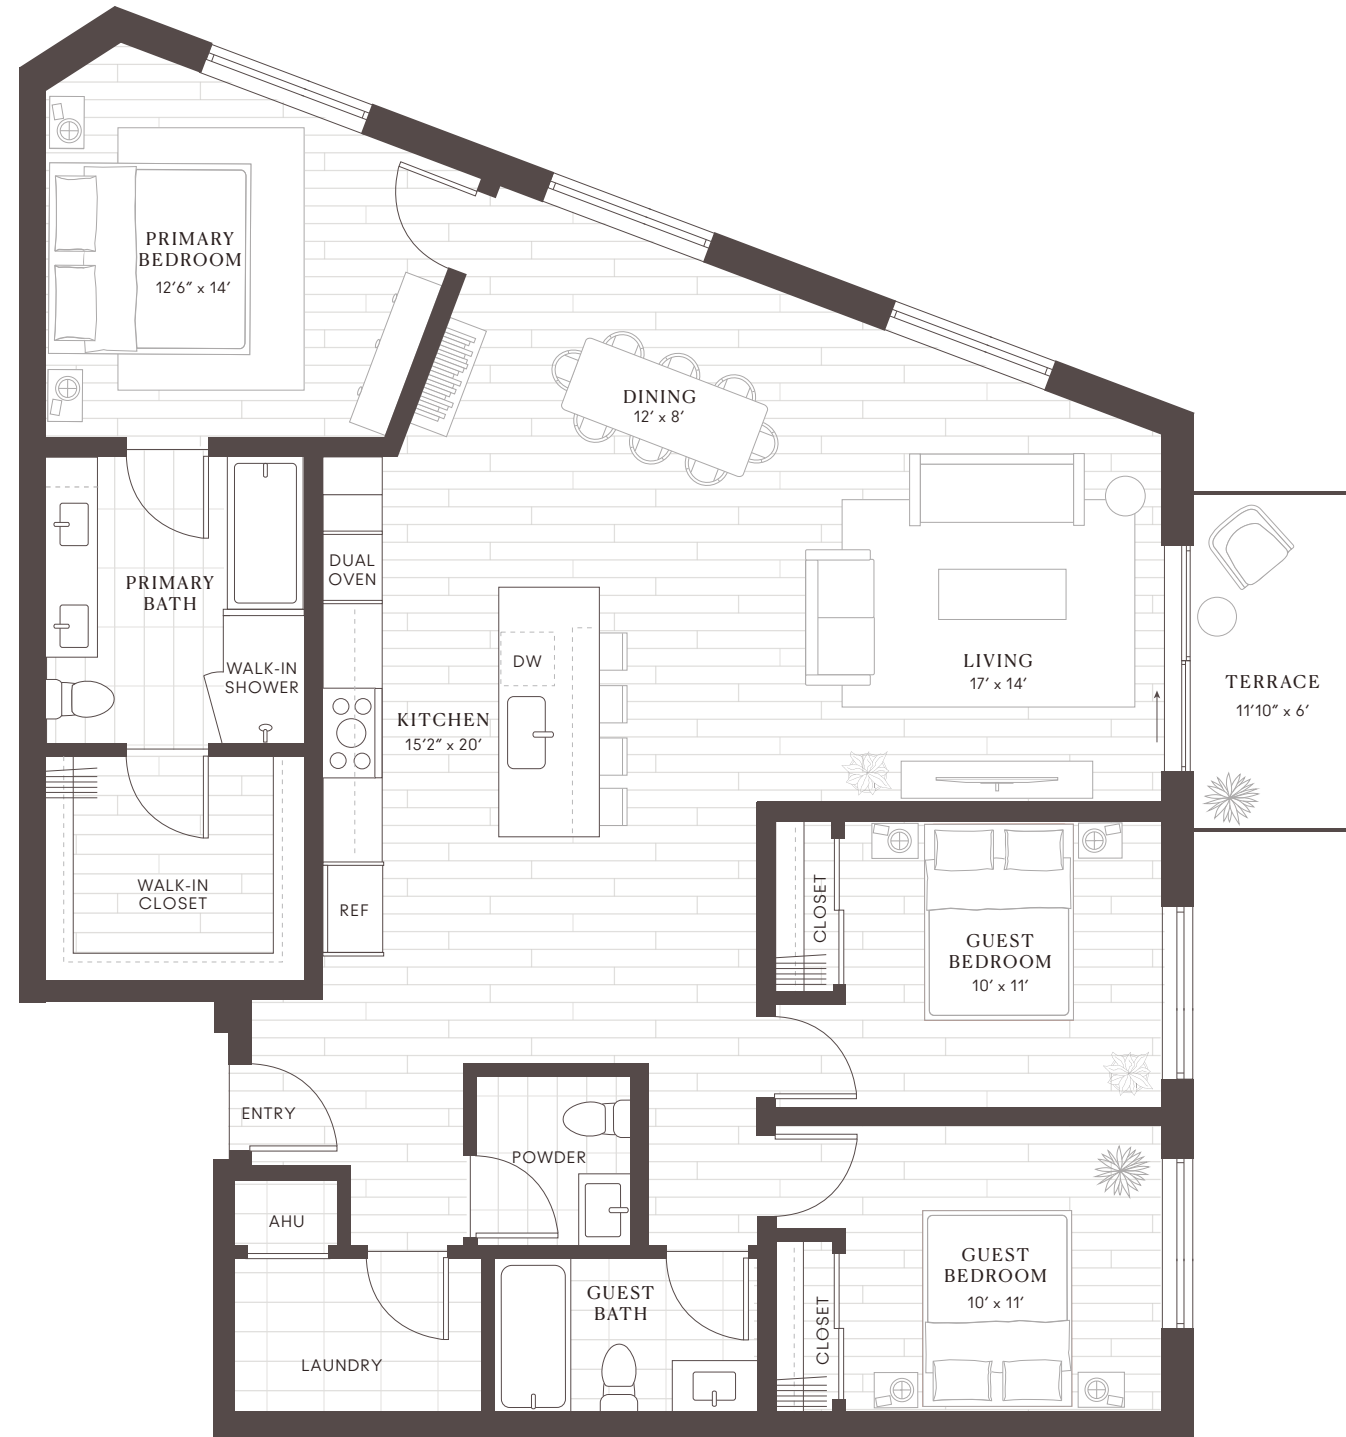 PRIMARY
BEDROOM
12′6″ x 14′
DINING
12′ x 8′
DUAL
OVEN
PRIMARY
BATH
WALK-IN
SHOWER
DW
LIVING
17′ x 14′
TERRACE
11′10″ x 6′
KITCHEN
15′2″ x 20′
WALK-IN
CLOSET
REF
CLOSET
GUEST
BEDROOM
10′ x 11′
ENTRY
POWDER
AHU
GUEST
BEDROOM
10′ x 11′
GUEST
BATH
CLOSET
LAUNDRY